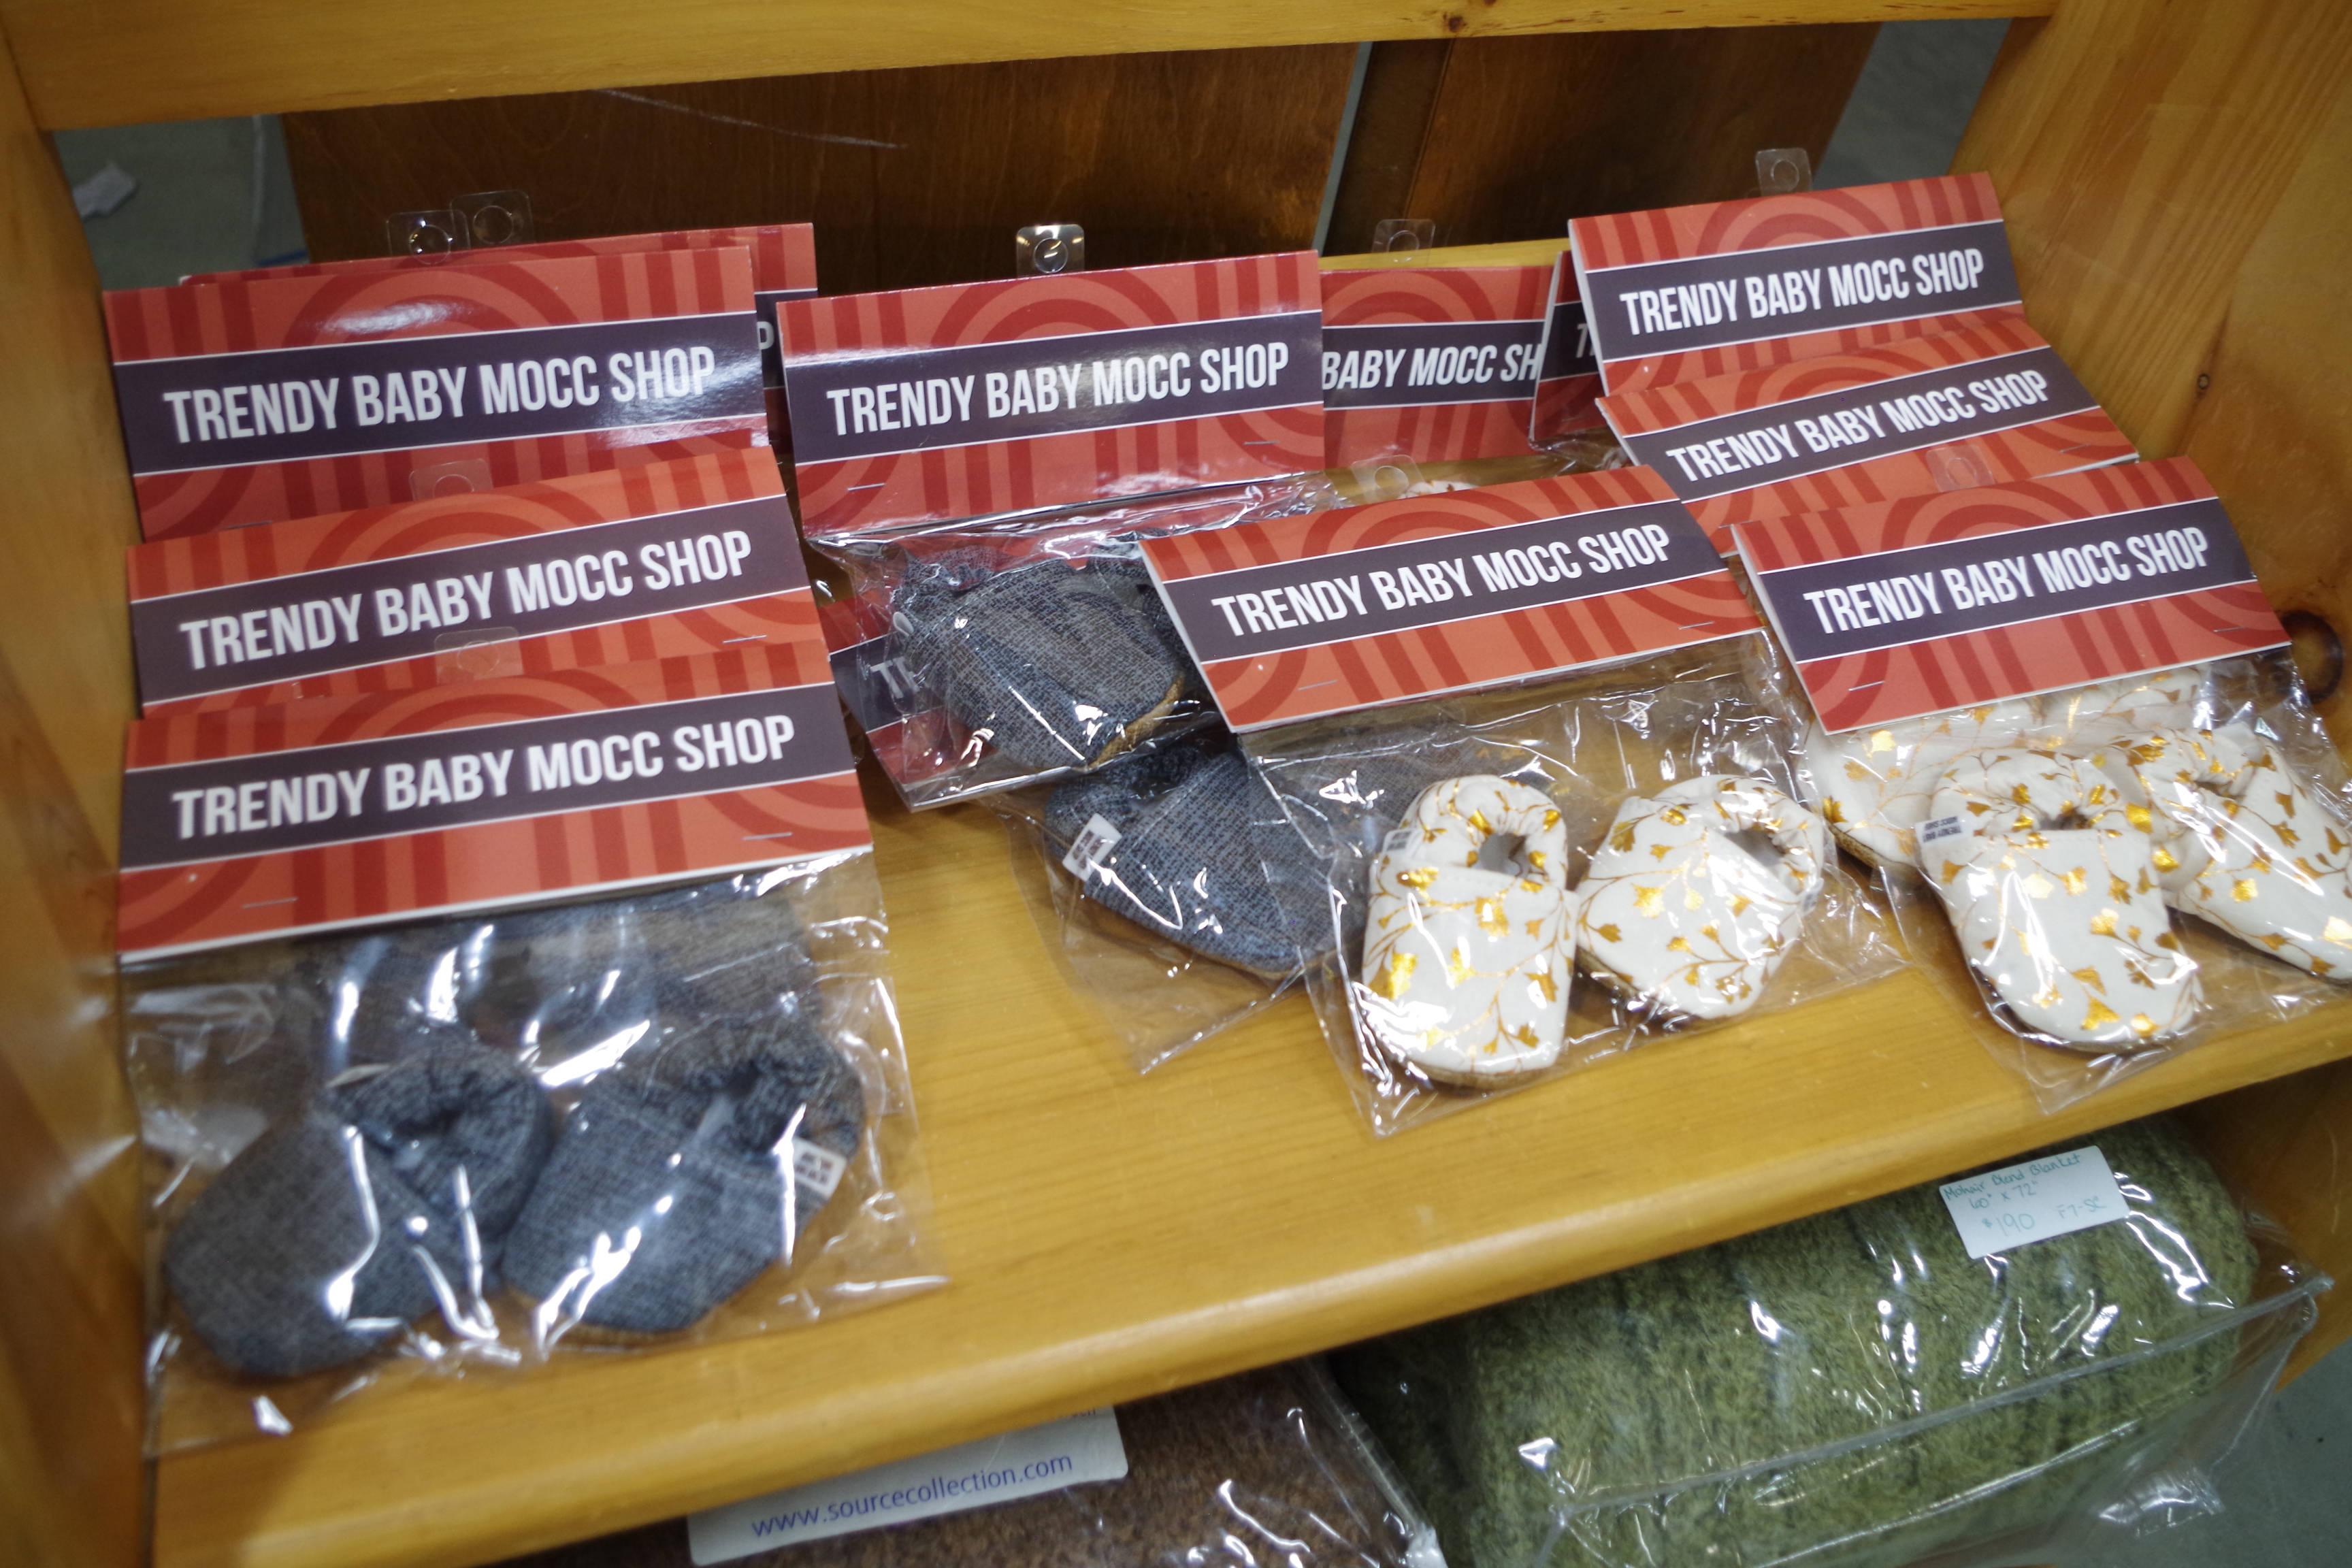 TRENDY BABY MOCC SHOP
P
TRENDY BABY MOCC SHOP
BABY MOCC SH
T
TRENDY BABY MOCC SHOP
TRENDY BABY MOCC SHOP
TRENDY BABY MOCC SHOP
TRENDY BABY MOCC SHOP
TRENDY BABY MOCC SHOP
TRENDY BABY MOCC SHOP
T
Mohair Blend Blanket
60" x 72"
$190
www.sourcecollection.com